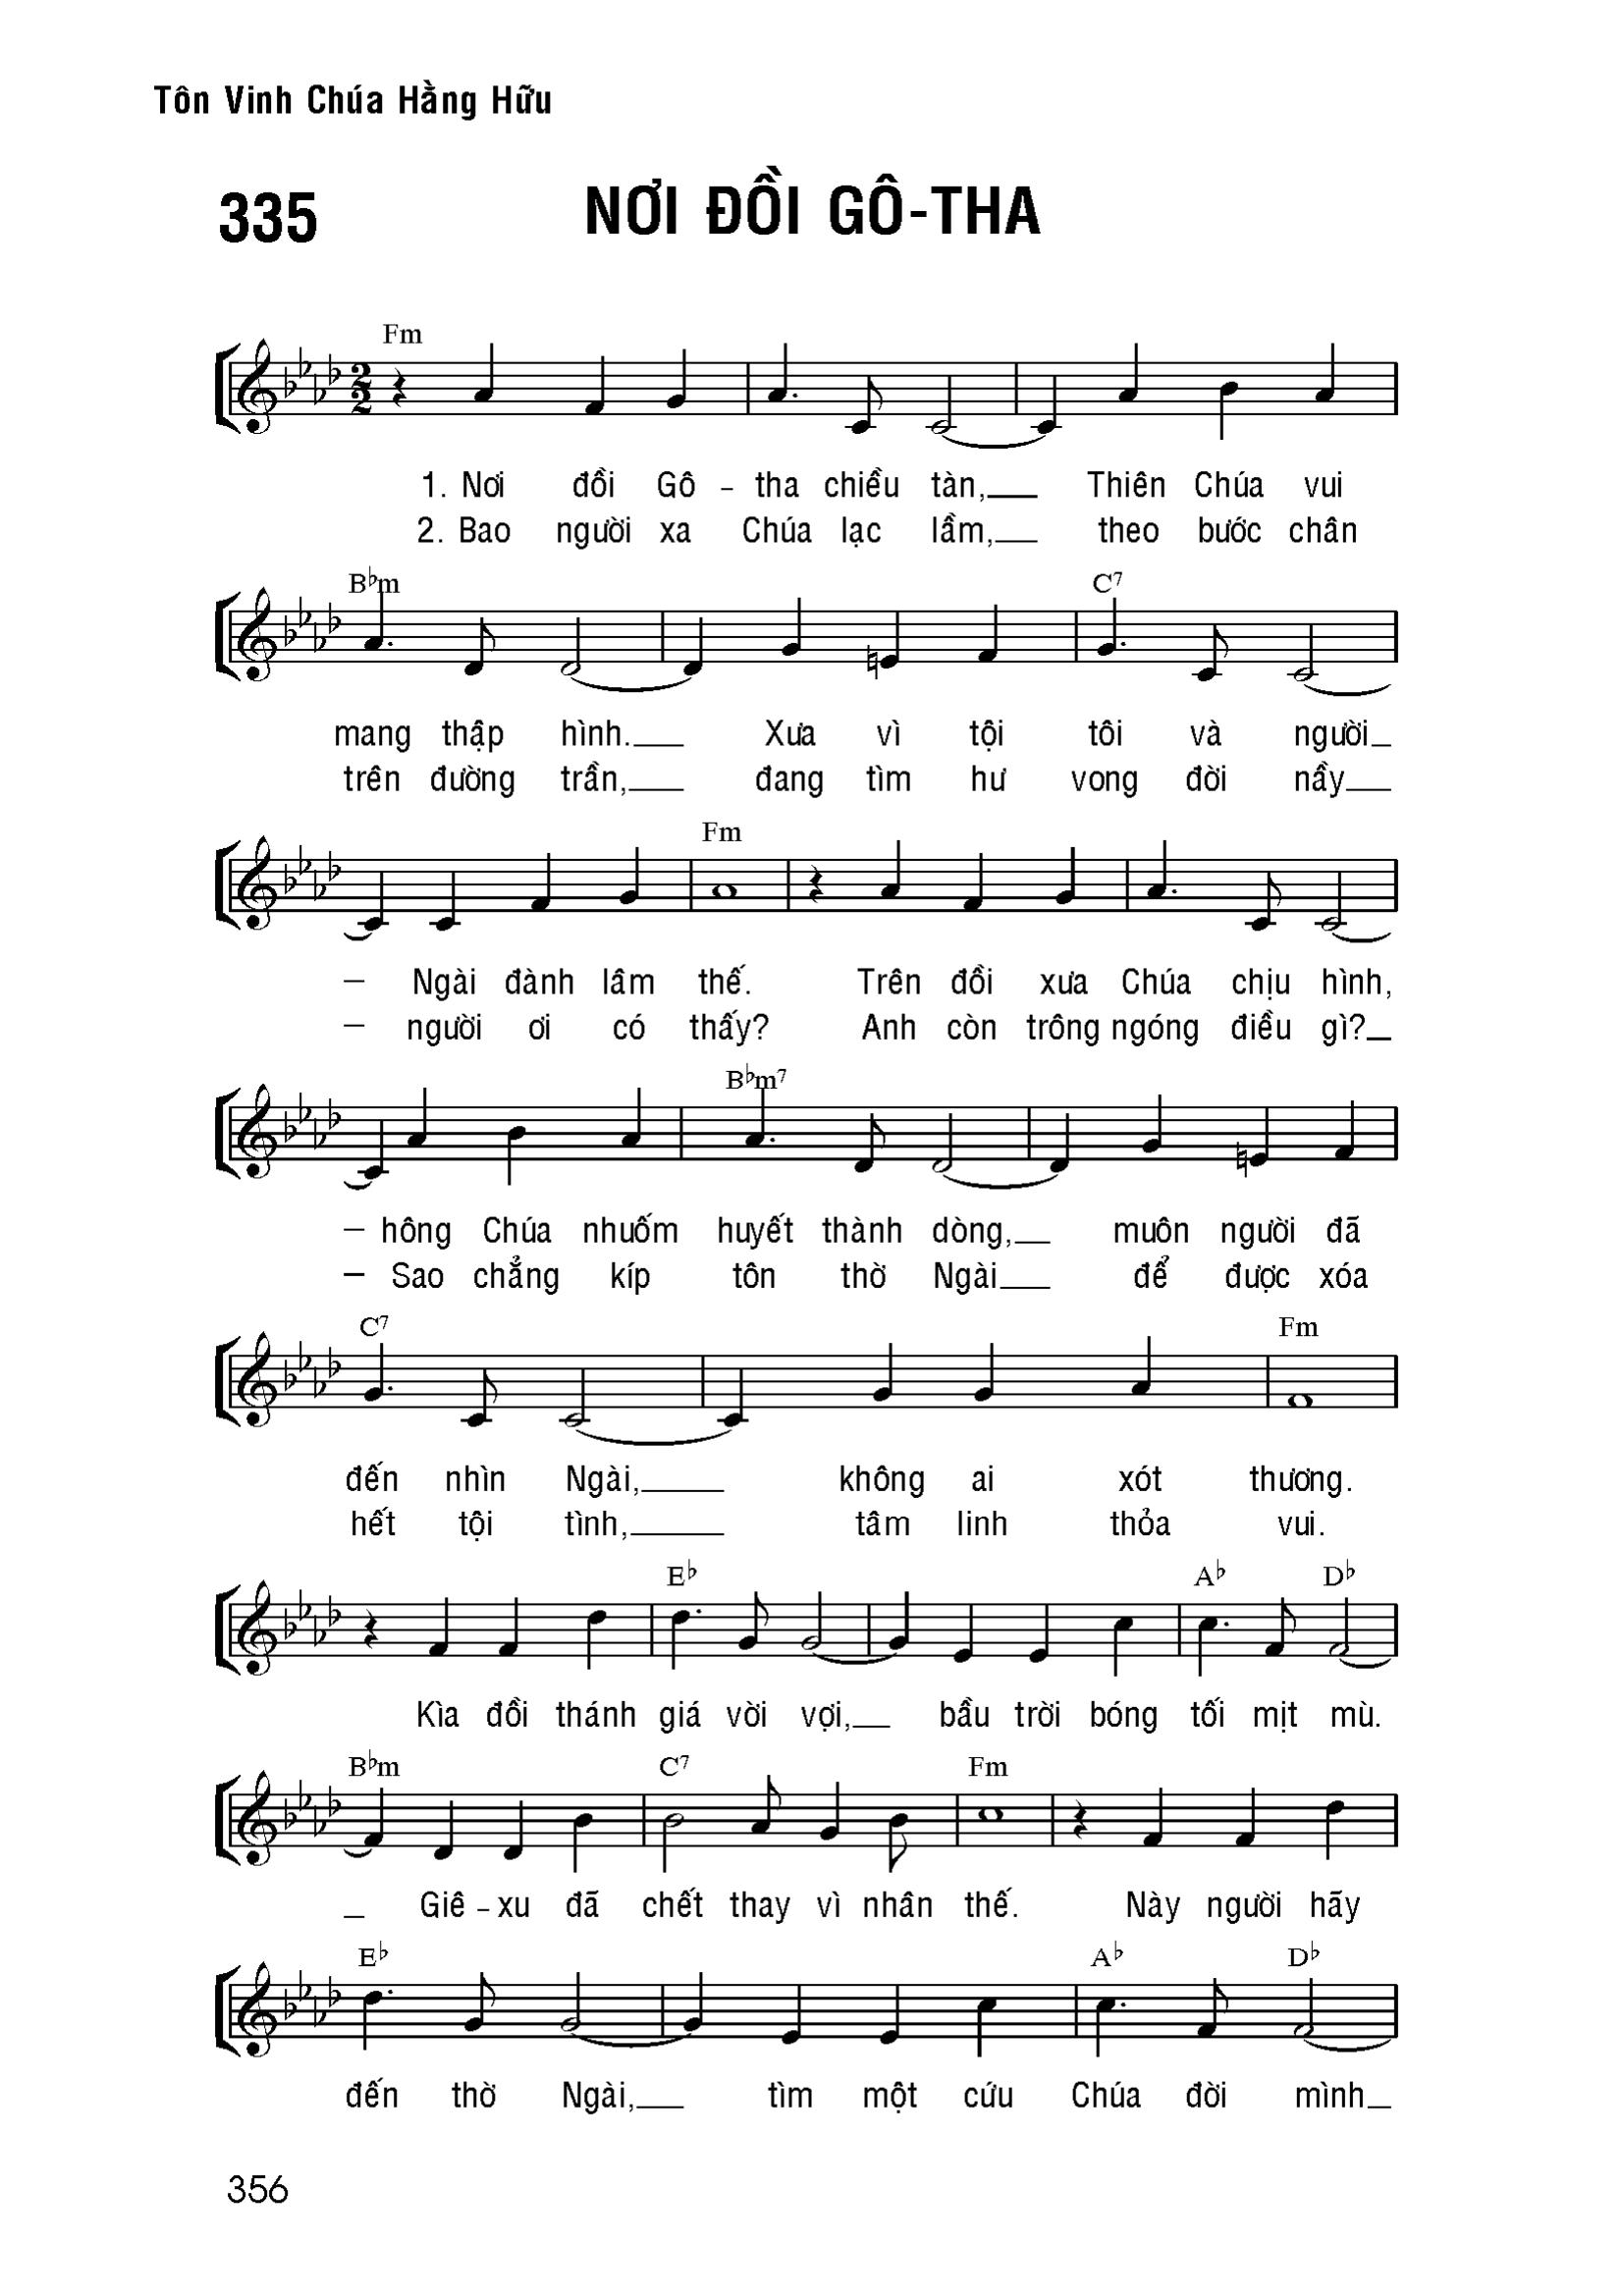 Tôn Vinh Chúa Hằng Hữu
335 NƠI ĐỒI GÔ-THA
Fm
1. Nơi đồi Gô - tha chiều tàn, Thiên Chúa vui
2. Bao người xa Chúa lạc lầm, theo bước chân
B♭m C7
mang thập hình. Xưa vì tội tôi và người
trên đường trần, đang tìm hư vong đời nầy
Fm
Ngài đành lâm thế. Trên đồi xưa Chúa chịu hình,
người ơi có thấy? Anh còn trông ngóng điều gì?
B♭m7
hông Chúa nhuốm huyết thành dòng, muôn người đã
Sao chẳng kíp tôn thờ Ngài để được xóa
C7 Fm
đến nhìn Ngài, không ai xót thương.
hết tội tình, tâm linh thỏa vui.
E♭ A♭ D♭
Kìa đồi thánh giá vời vợi, bầu trời bóng tối mịt mù.
B♭m C7 Fm
Giê - xu đã chết thay vì nhân thế. Này người hãy
E♭ A♭ D♭
đến thờ Ngài, tìm một cứu Chúa đời mình
356